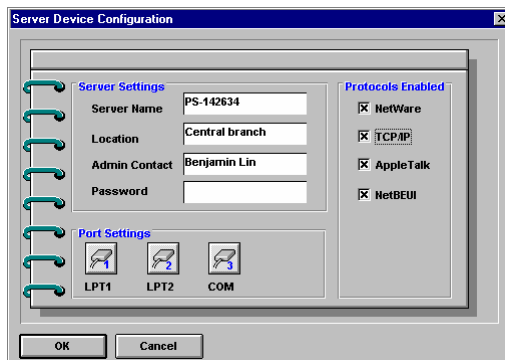 Server Device Configuration
Server Settings
Server Name PS-142634
Location Central branch
Admin Contact Benjamin Lin
Password
Protocols Enabled
NetWare
TCP/IP
AppleTalk
NetBEUI
Port Settings
1 2 3
LPT1 LPT2 COM
OK Cancel